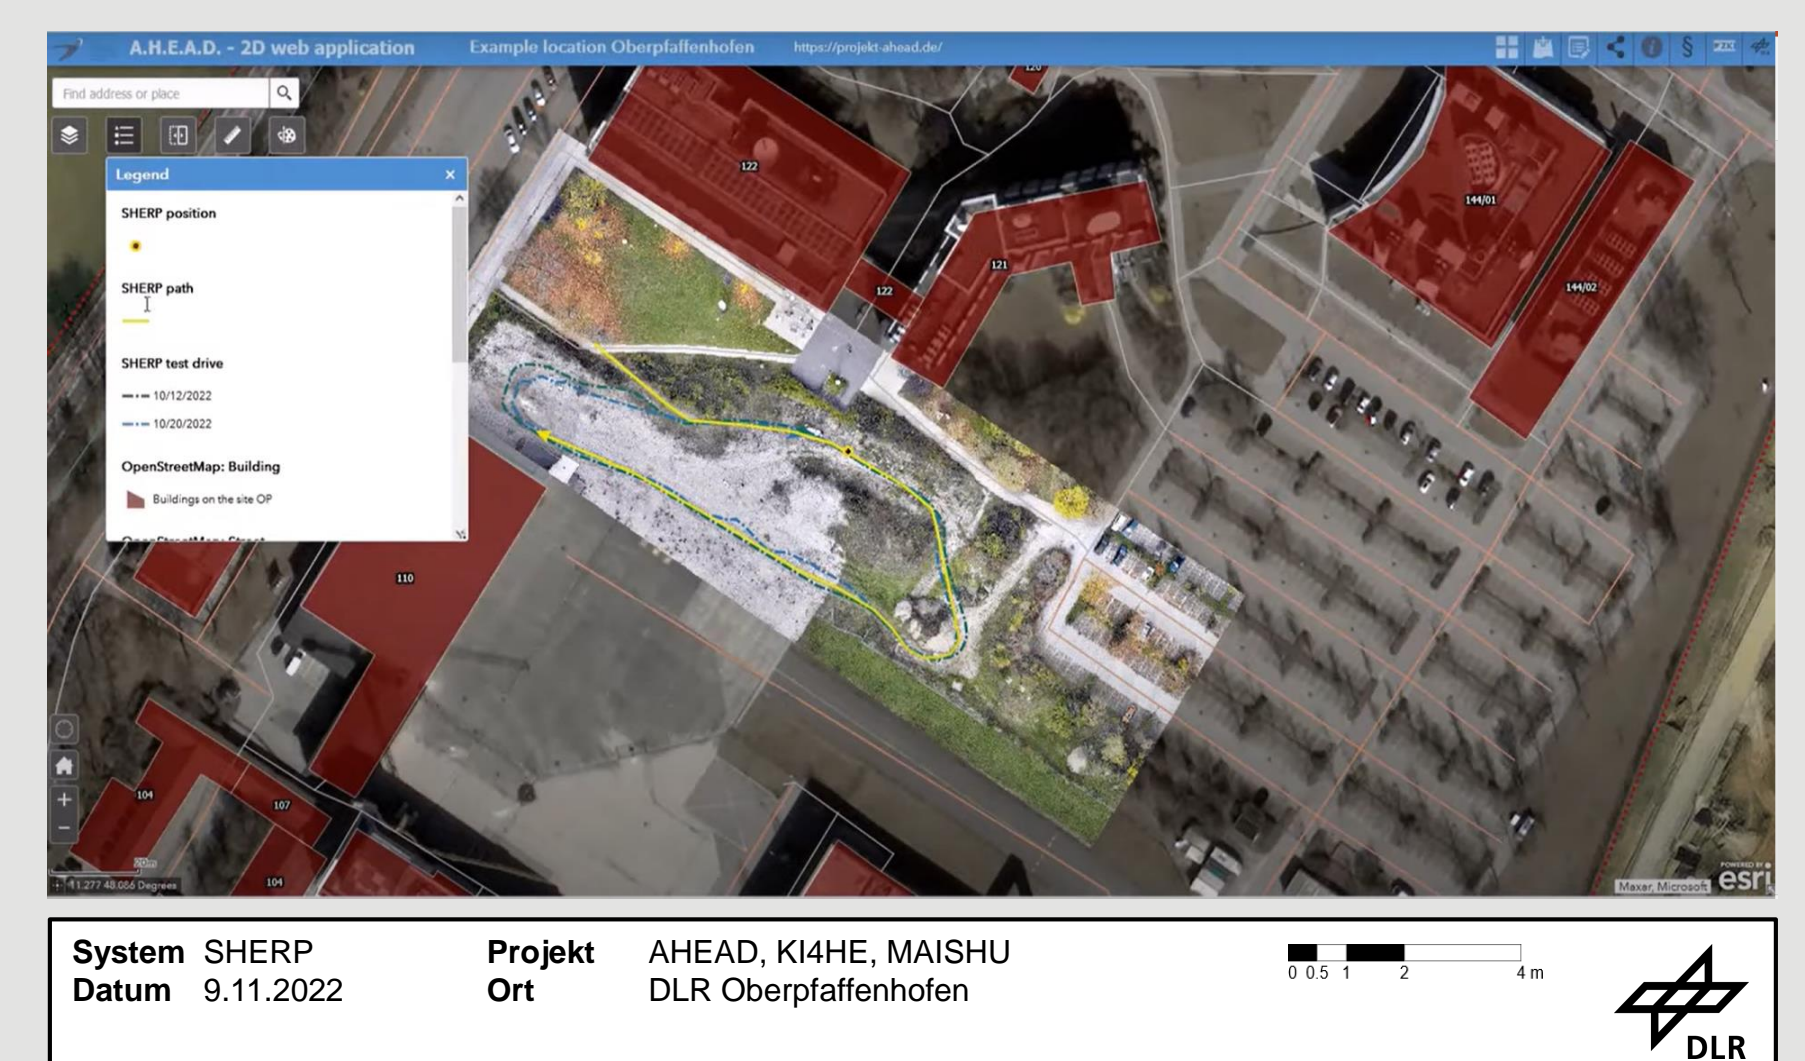 A.H.E.A.D. - 2D web application Example location Oberpfaffenhofen https://projekt-ahead.de/
Find address or place
Legend
SHERP position
SHERP path
SHERP test drive
10/12/2022
10/20/2022
OpenStreetMap: Building
Buildings on the site OP
OpenStreetMap: Street
120
122
144/01
121
122
144/02
110
104
107
20m
104
11.277 48.086 Degrees
POWERED BY
esri
Maxar, Microsoft
System SHERP
Datum 9.11.2022
Projekt AHEAD, KI4HE, MAISHU
Ort DLR Oberpfaffenhofen
0 0.5 1 2 4 m
DLR